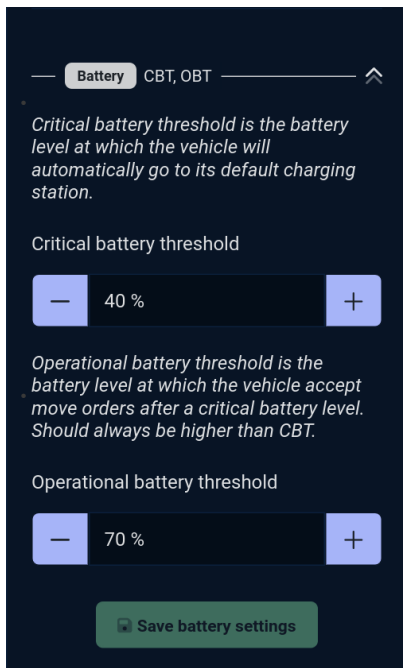 Battery CBT, OBT
Critical battery threshold is the battery
level at which the vehicle will
automatically go to its default charging
station.
Critical battery threshold
40 %
Operational battery threshold is the
battery level at which the vehicle accept
move orders after a critical battery level.
Should always be higher than CBT.
Operational battery threshold
70 %
Save battery settings